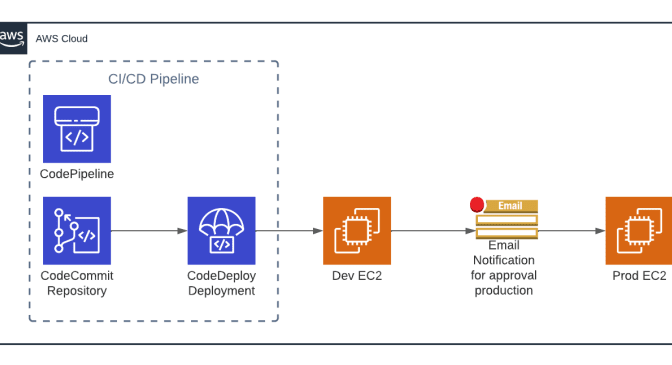 aws
AWS Cloud
CI/CD Pipeline
</>
CodePipeline
</>
CodeCommit
Repository
</>
CodeDeploy
Deployment
Dev EC2
Email
Email
Notification
for approval
production
Prod EC2